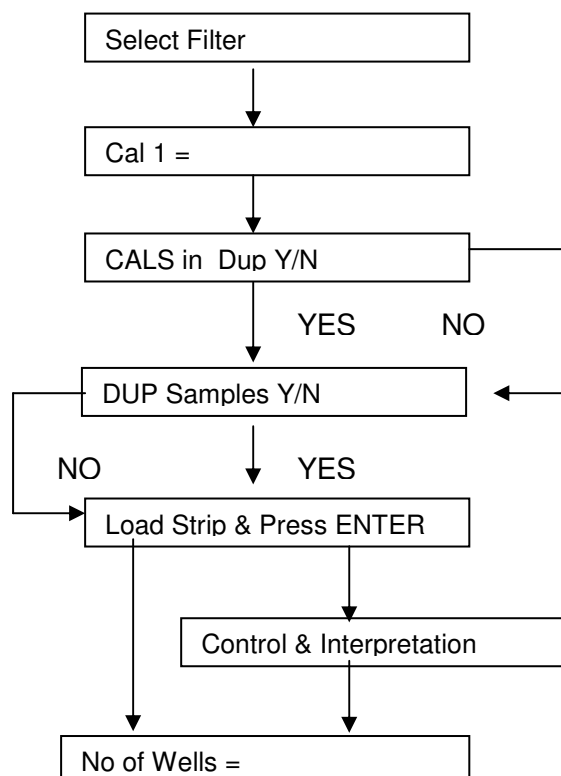 Select Filter
Cal 1 =
CALS in Dup Y/N
YES NO
DUP Samples Y/N
NO YES
Load Strip & Press ENTER
Control & Interpretation
No of Wells =